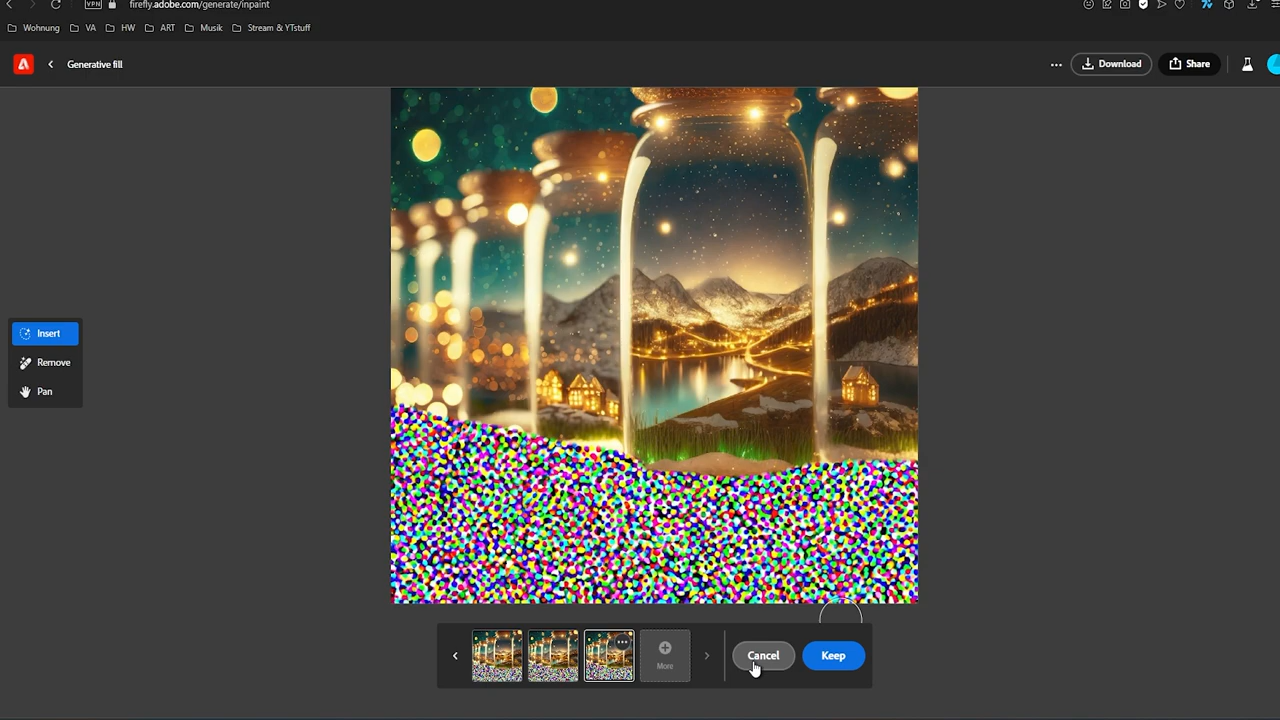 VPN
firefly.adobe.com/generate/inpaint
Wohnung VA HW ART Musik Stream & YTstuff
Generative fill
Download
Share
Insert
Remove
Pan
More
Cancel
Keep